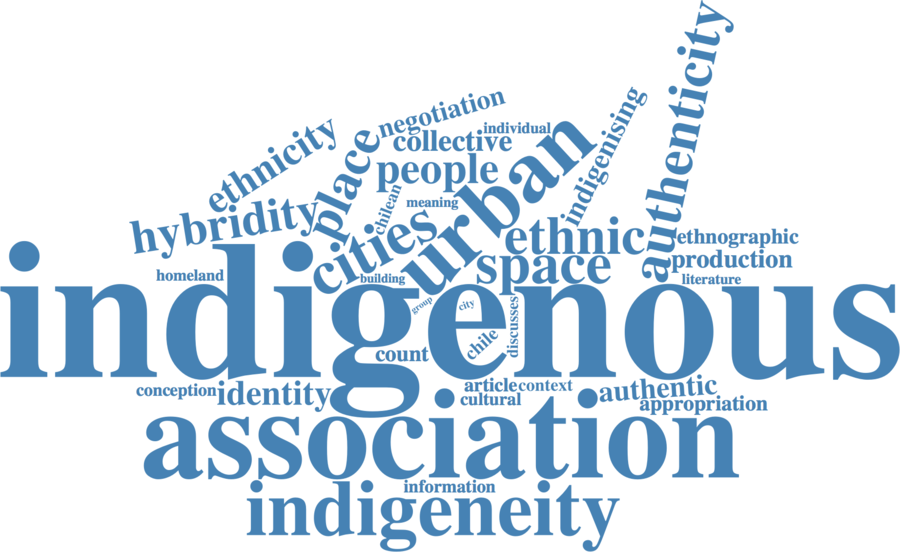 authenticity
negotiation
individual
indigenising
ethnicity
place
collective
urban
people
chilean
meaning
hybridity
cities
ethnic
ethnographic
space
production
homeland
building
literature
indigenous
group
city
discusses
chile
count
conception
identity
article
context
authentic
cultural
appropriation
association
information
indigeneity